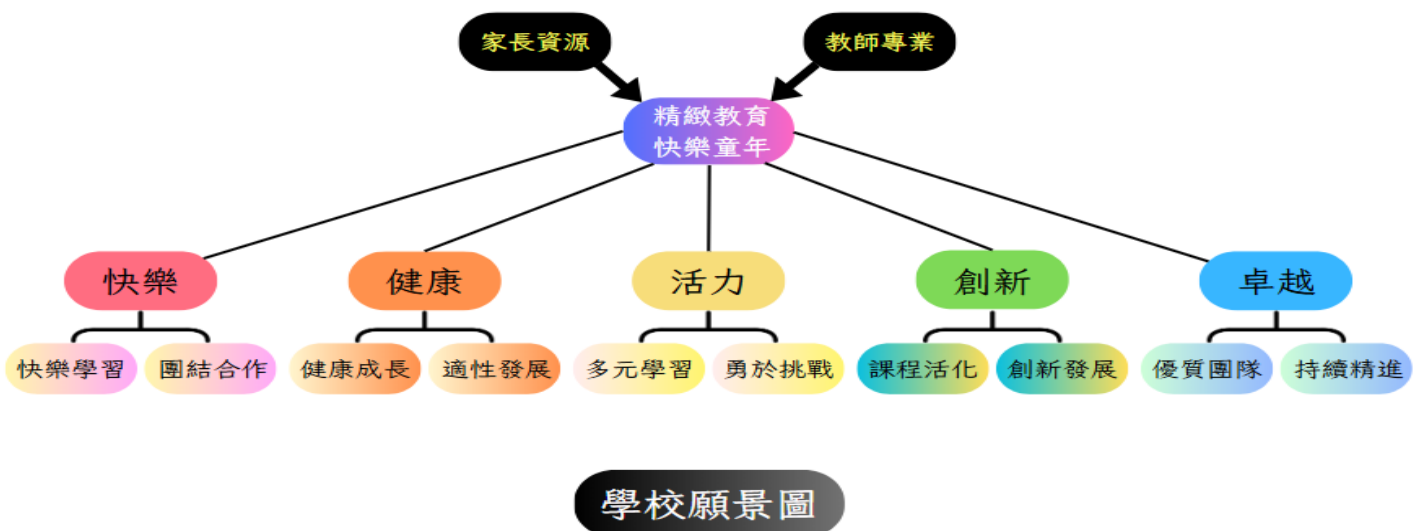 家長資源
教師專業
精緻教育
快樂童年
快樂
健康
活力
創新
卓越
快樂學習
團結合作
健康成長
適性發展
多元學習
勇於挑戰
課程活化
創新發展
優質團隊
持續精進
學校願景圖